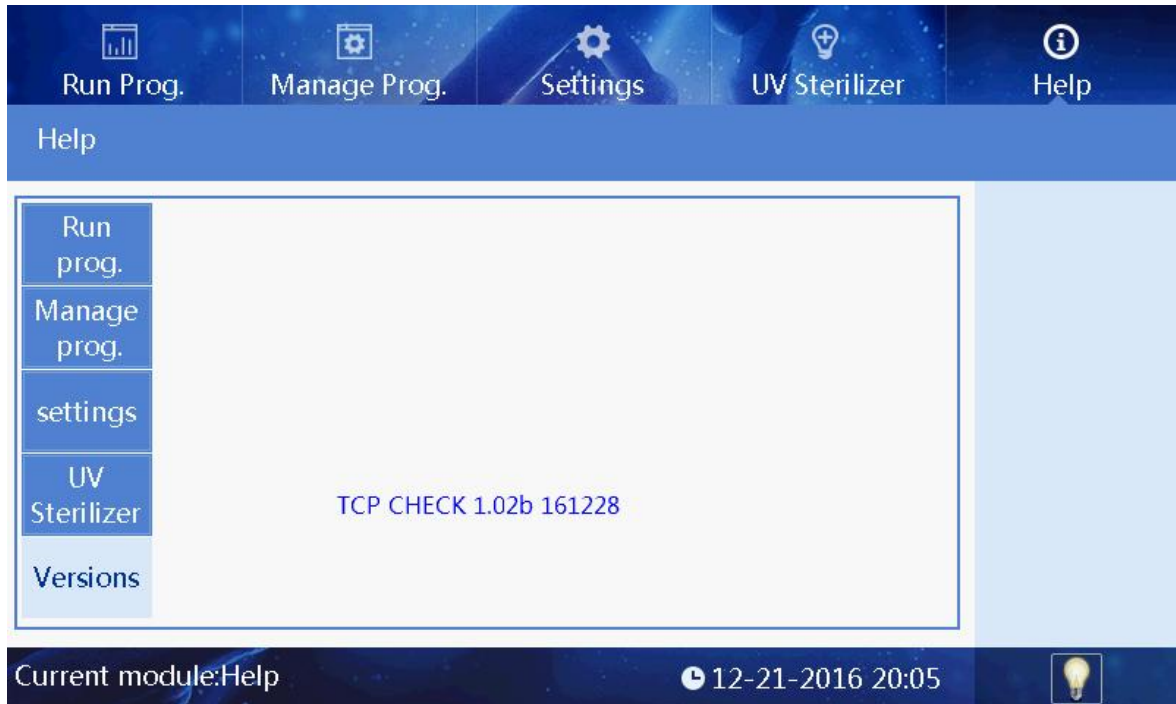 Run Prog.
Manage Prog.
Settings
UV Sterilizer
Help
Help
Run
prog.
Manage
prog.
settings
UV
Sterilizer
Versions
TCP CHECK 1.02b 161228
Current module:Help
12-21-2016 20:05